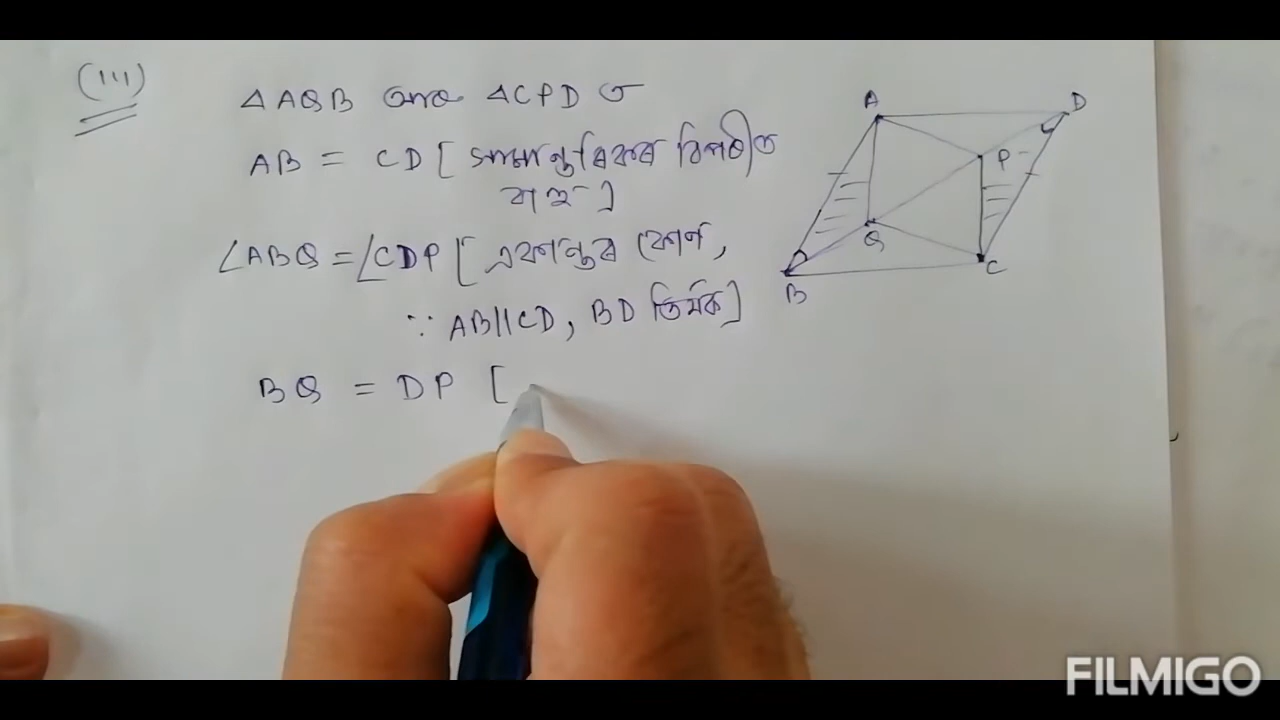 (iii)
△AQB আৰু △CPD ত
AB = CD [ সামান্তৰিকৰ বিপৰীত
বাহু ]
∠ABQ = ∠CDP [ একান্তৰ কোণ,
∵ AB||CD, BD তিৰ্যক ]
BQ = DP [
A
D
P
Q
C
B
FILMIGO